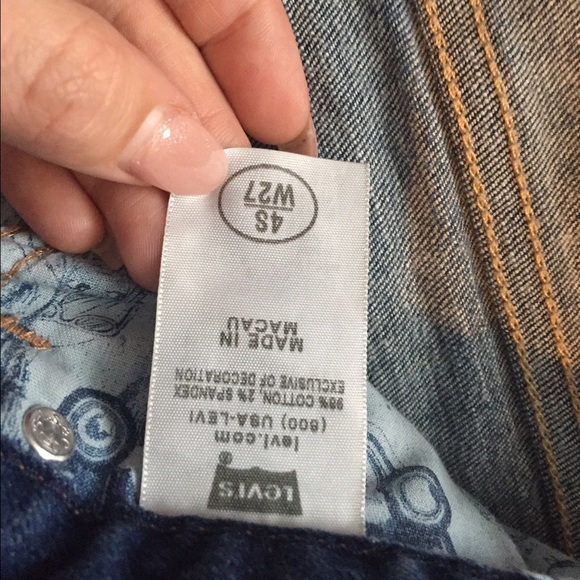 LEVI'S
®
levi.com
(800) USA-LEVI
98% COTTON, 2% SPANDEX
EXCLUSIVE OF DECORATION
MADE IN
MACAU
W27
4S